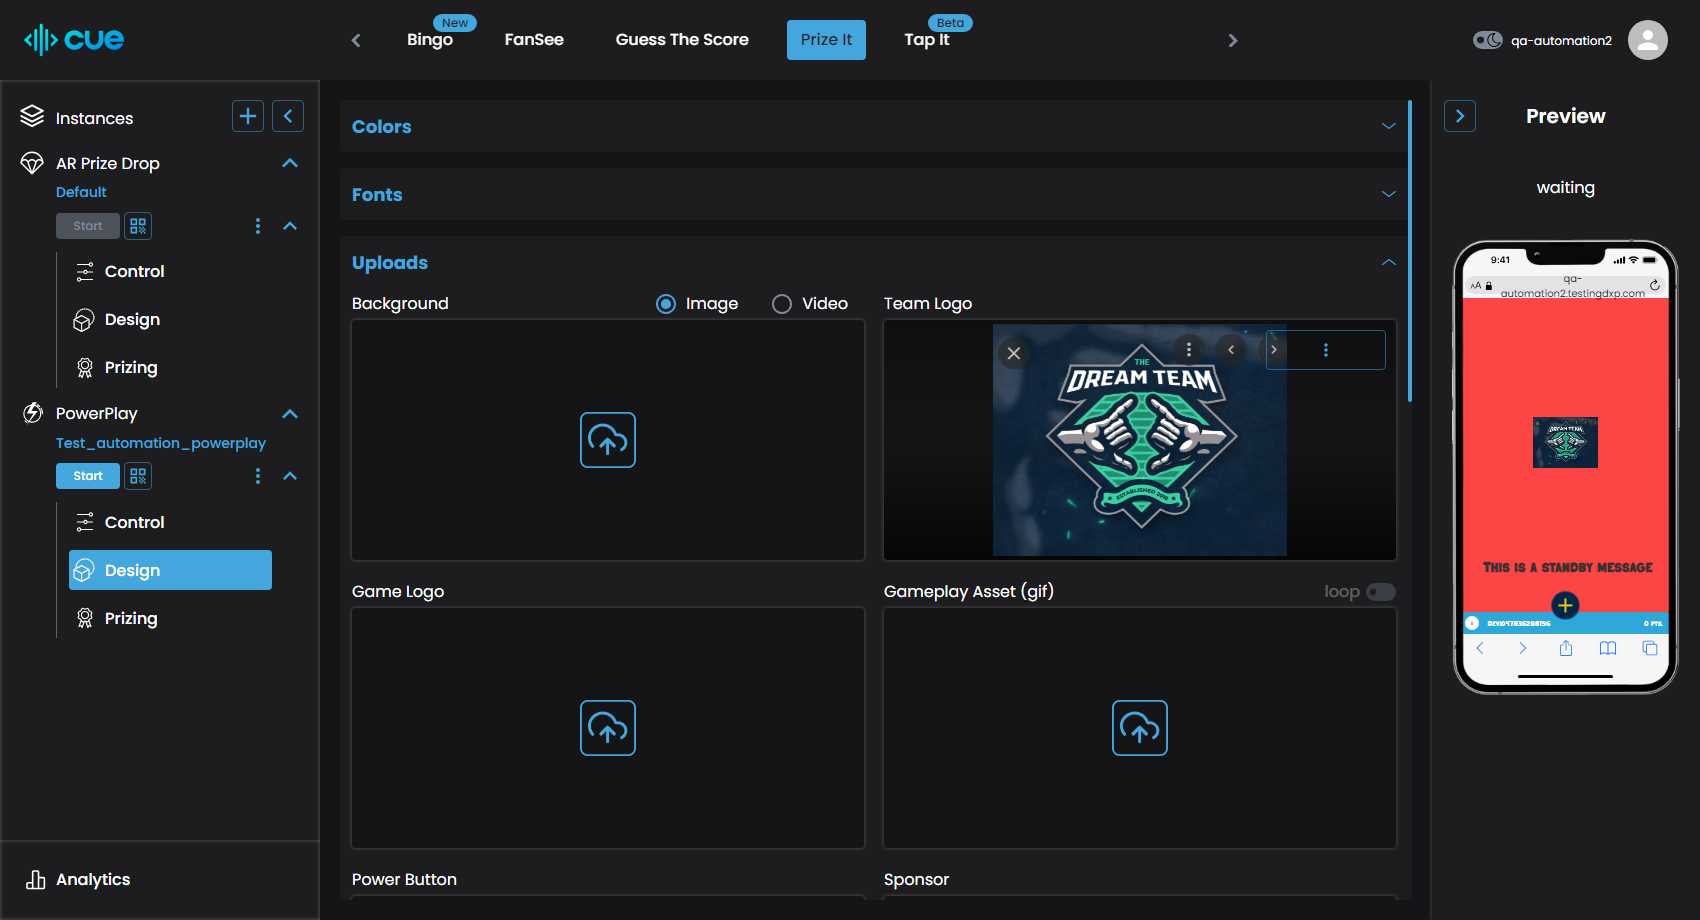 cue
New
Bingo
FanSee
Guess The Score
Prize It
Beta
Tap It
qa-automation2
Instances
AR Prize Drop
Default
Start
Control
Design
Prizing
PowerPlay
Test_automation_powerplay
Start
Control
Design
Prizing
Analytics
Colors
Fonts
Uploads
Background
Image
Video
Team Logo
THE
DREAM TEAM
ESTABLISHED 2019
Game Logo
Gameplay Asset (gif)
loop
Power Button
Sponsor
Preview
waiting
9:41
AA
qa-
automation2.testingdxp.com
DREAM TEAM
This is a standby message
DEVID47836288196
0 PTS.